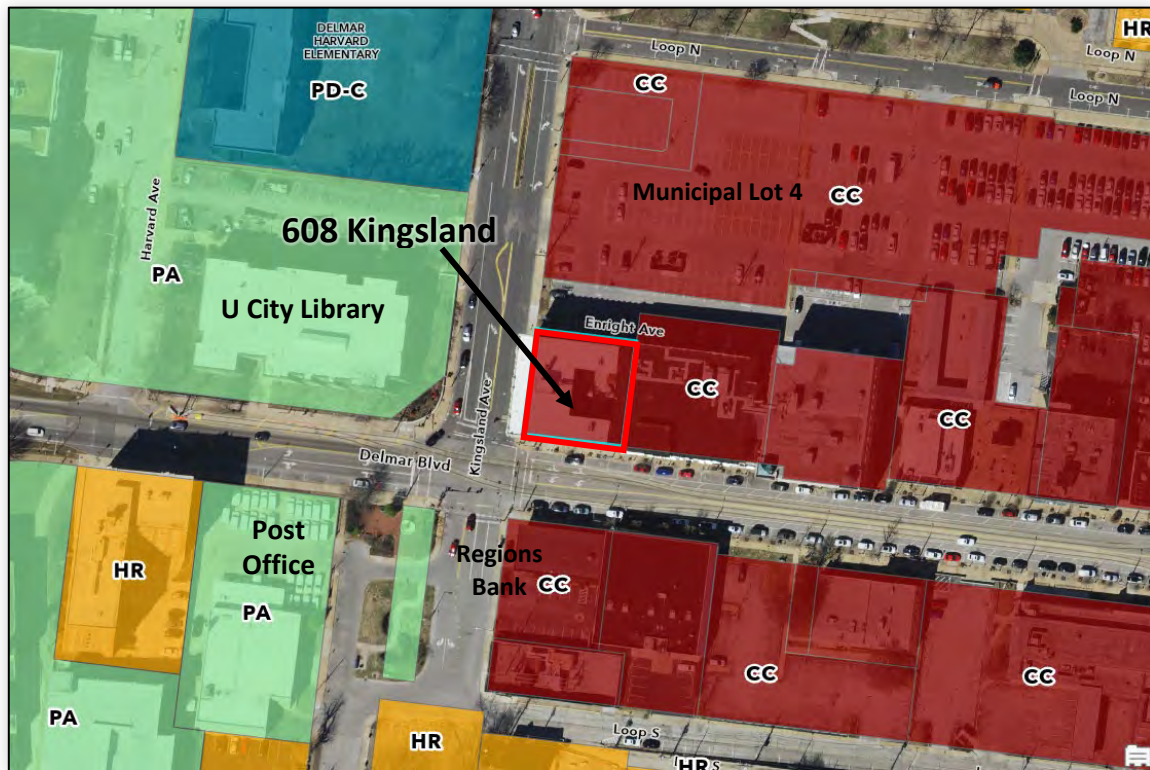 DELMAR
HARVARD
ELEMENTARY
PD-C
HR
Loop N
Loop N
CC
Municipal Lot 4
CC
Harvard Ave
608 Kingsland
PA
U City Library
Enright Ave
CC
CC
Kingsland Ave
Delmar Blvd
Post
Office
Regions
Bank
CC
HR
PA
CC
CC
PA
HR
Loop S
HR
S